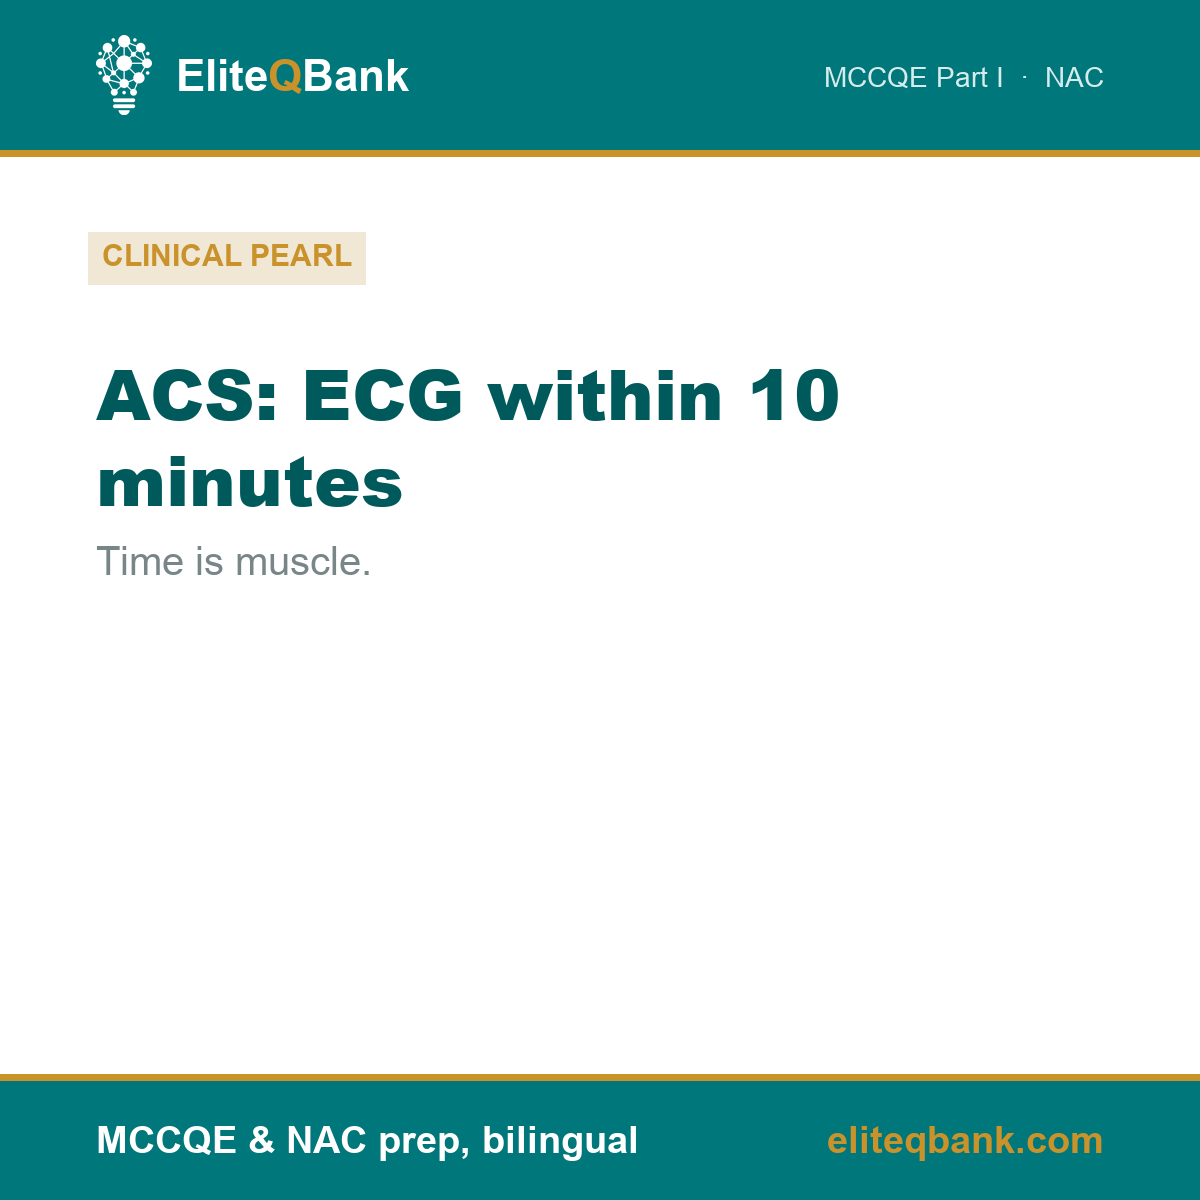 EliteQBank
MCCQE Part I · NAC
CLINICAL PEARL
ACS: ECG within 10
minutes
Time is muscle.
MCCQE & NAC prep, bilingual
eliteqbank.com